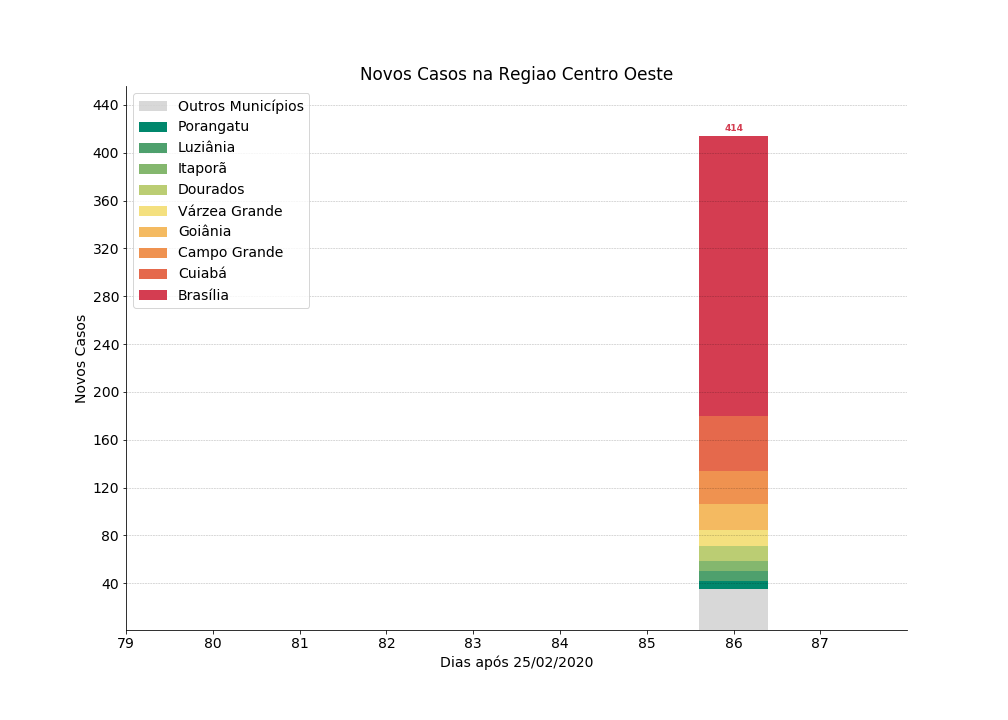 Novos Casos na Regiao Centro Oeste
Outros Municípios
Porangatu
Luziânia
Itaporã
Dourados
Várzea Grande
Goiânia
Campo Grande
Cuiabá
Brasília
414
440
400
360
320
280
240
200
160
120
80
40
Novos Casos
79 80 81 82 83 84 85 86 87
Dias após 25/02/2020